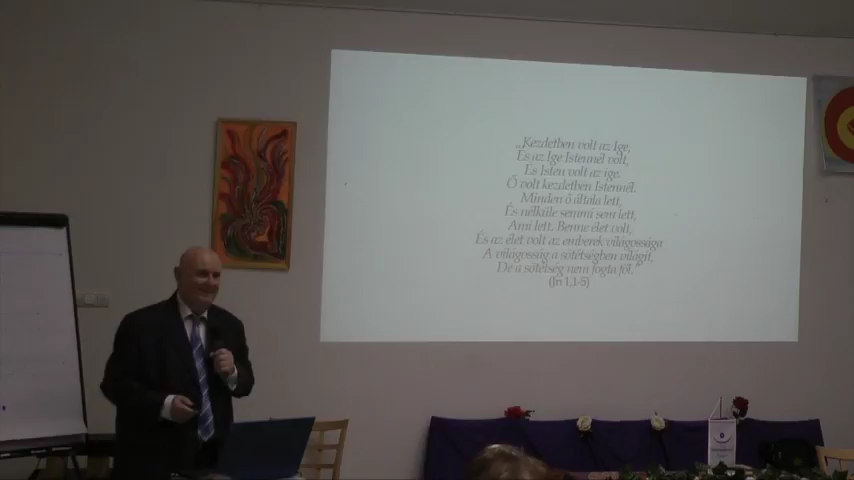 „Kezdetben volt az Ige,
És az Ige Istennél volt,
És Isten volt az ige.
Ő volt kezdetben Istennél.
Minden ő általa lett,
És nélküle semmi sem lett,
Ami lett. Benne élet volt,
És az élet volt az emberek világossága
A világosság a sötétségben világít,
De a sötétség nem fogta föl."
(Jn 1,1-5)